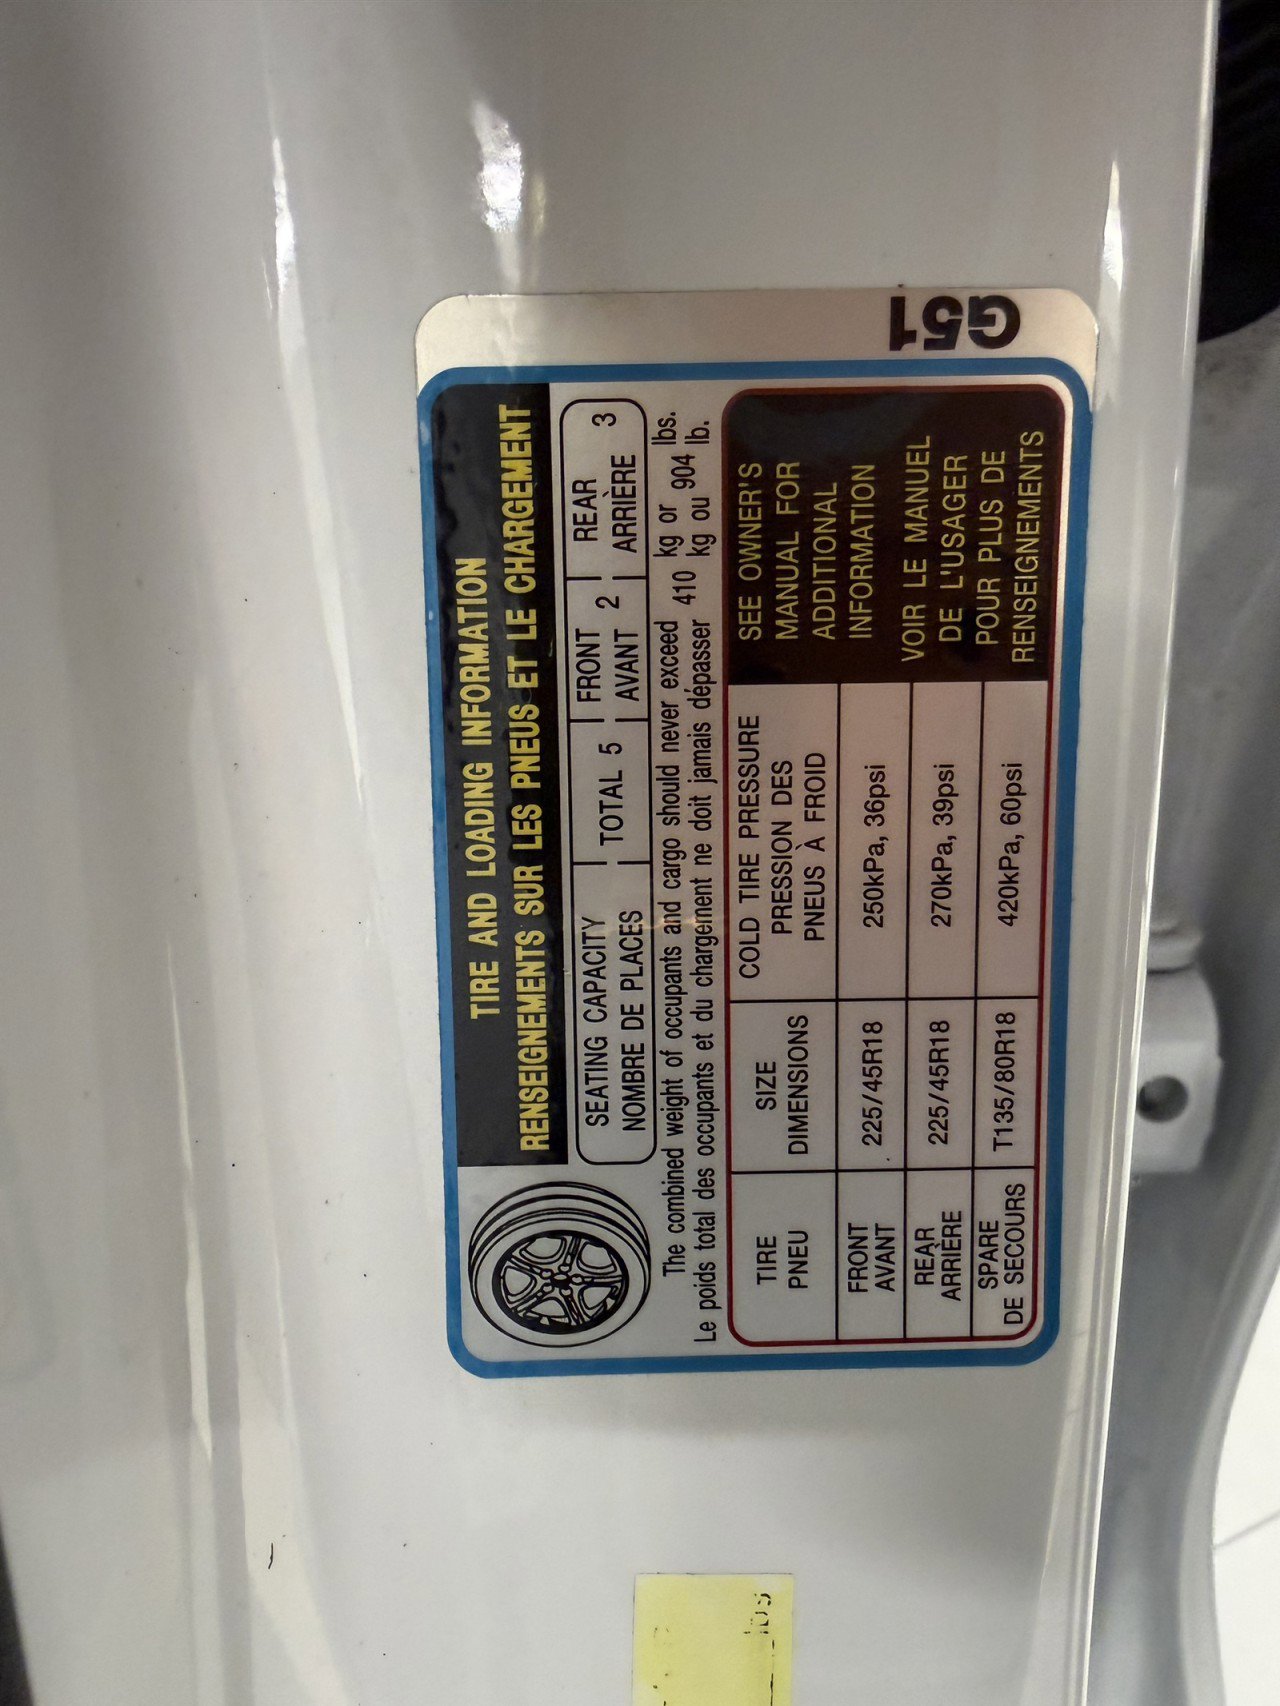 TIRE AND LOADING INFORMATION
RENSEIGNEMENTS SUR LES PNEUS ET LE CHARGEMENT
SEATING CAPACITY
NOMBRE DE PLACES
TOTAL 5
FRONT
AVANT 2
REAR
ARRIÈRE 3
The combined weight of occupants and cargo should never exceed 410 kg or 904 lbs.
Le poids total des occupants et du chargement ne doit jamais dépasser 410 kg ou 904 lb.
TIRE
PNEU
SIZE
DIMENSIONS
COLD TIRE PRESSURE
PRESSION DES
PNEUS À FROID
FRONT
AVANT
225/45R18
250kPa, 36psi
REAR
ARRIÈRE
225/45R18
270kPa, 39psi
SPARE
DE SECOURS
T135/80R18
420kPa, 60psi
SEE OWNER'S
MANUAL FOR
ADDITIONAL
INFORMATION
VOIR LE MANUEL
DE L'USAGER
POUR PLUS DE
RENSEIGNEMENTS
G51